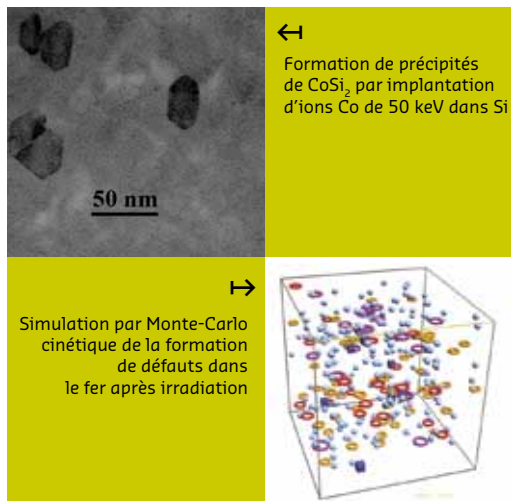 Formation de précipités
de CoSi₂ par implantation
d'ions Co de 50 keV dans Si
50 nm
Simulation par Monte-Carlo
cinétique de la formation
de défauts dans
le fer après irradiation